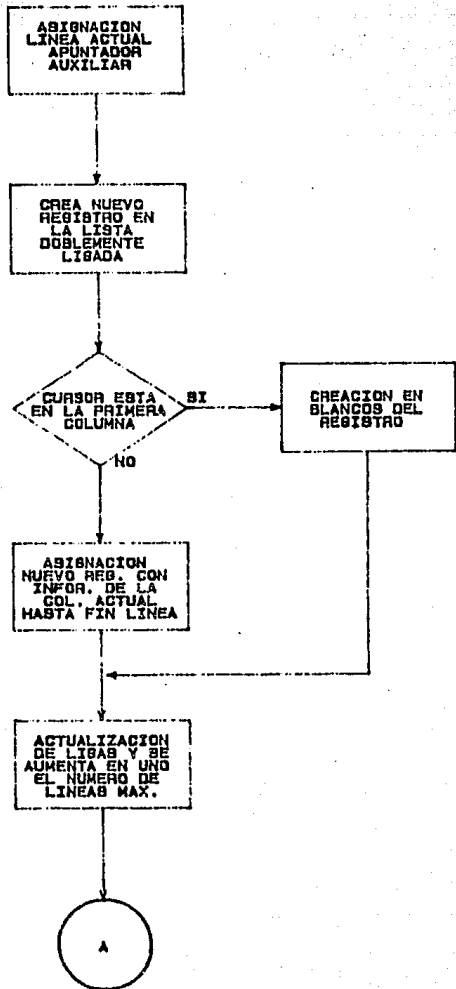 ASIGNACION
LINEA ACTUAL
APUNTADOR
AUXILIAR
CREA NUEVO
REGISTRO EN
LA LISTA
DOBLEMENTE
LIGADA
CURSOR ESTA
EN LA PRIMERA
COLUMNA
SI
CREACION EN
BLANCOS DEL
REGISTRO
NO
ASIGNACION
NUEVO REG. CON
INFOR. DE LA
COL. ACTUAL
HASTA FIN LINEA
ACTUALIZACION
DE LIGAS Y SE
AUMENTA EN UNO
EL NUMERO DE
LINEAS MAX.
A